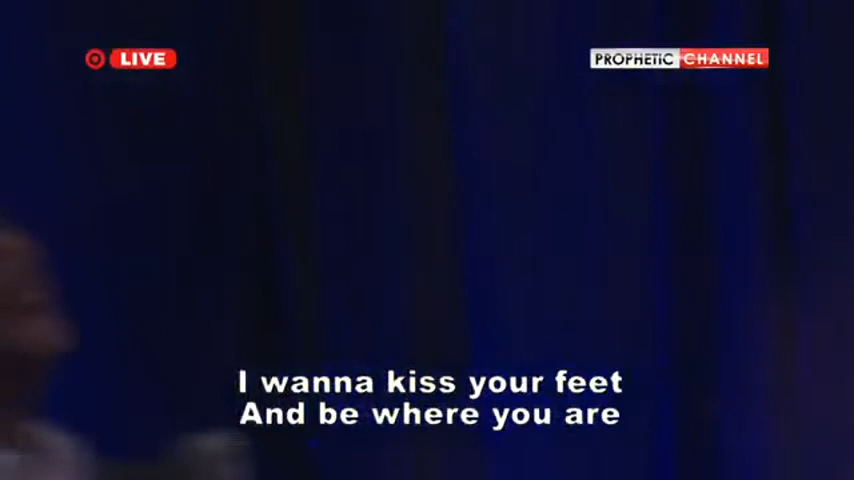 LIVE
PROPHETIC CHANNEL
I wanna kiss your feet
And be where you are